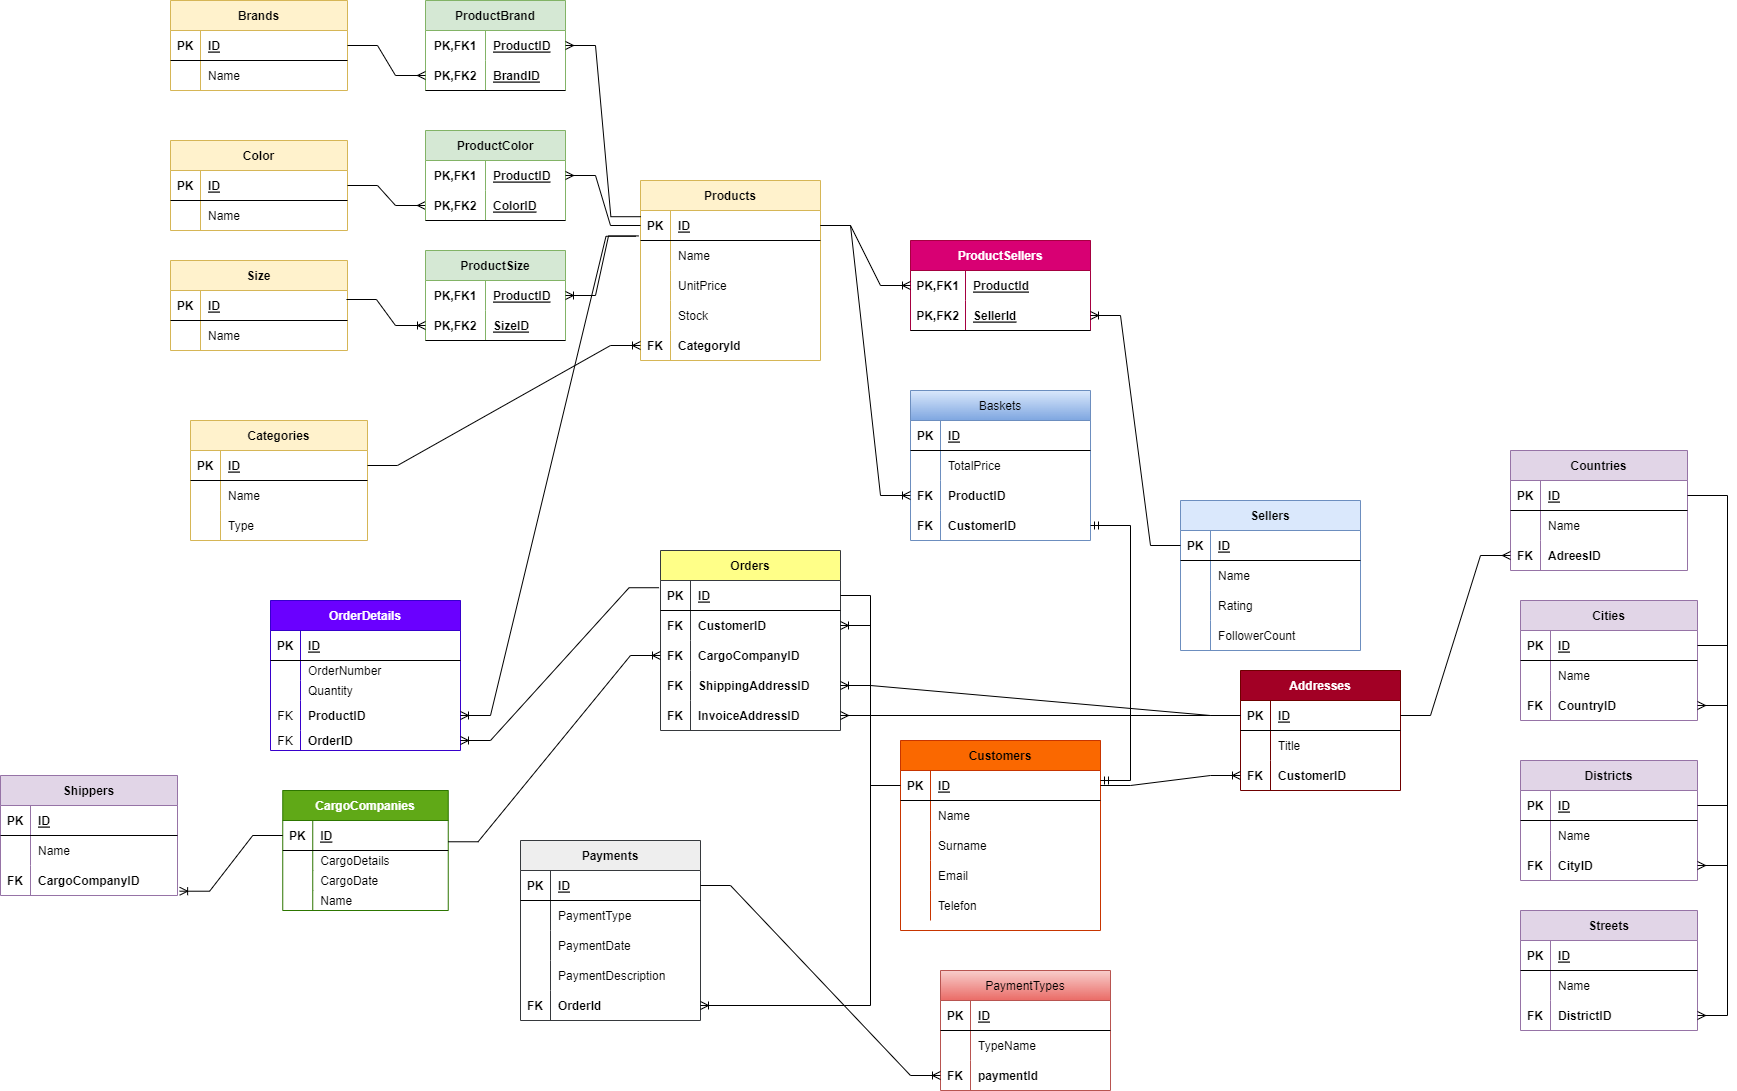 Brands
PK ID
Name
ProductBrand
PK,FK1 ProductID
PK,FK2 BrandID
Color
PK ID
Name
ProductColor
PK,FK1 ProductID
PK,FK2 ColorID
Size
PK ID
Name
ProductSize
PK,FK1 ProductID
PK,FK2 SizeID
Products
PK ID
Name
UnitPrice
Stock
FK CategoryId
ProductSellers
PK,FK1 ProductId
PK,FK2 SellerId
Categories
PK ID
Name
Type
Baskets
PK ID
TotalPrice
FK ProductID
FK CustomerID
Sellers
PK ID
Name
Rating
FollowerCount
Countries
PK ID
Name
FK AdreesID
Orders
PK ID
FK CustomerID
FK CargoCompanyID
FK ShippingAddressID
FK InvoiceAddressID
OrderDetails
PK ID
OrderNumber
Quantity
FK ProductID
FK OrderID
Cities
PK ID
Name
FK CountryID
Addresses
PK ID
Title
FK CustomerID
Customers
PK ID
Name
Surname
Email
Telefon
Shippers
PK ID
Name
FK CargoCompanyID
CargoCompanies
PK ID
CargoDetails
CargoDate
Name
Districts
PK ID
Name
FK CityID
Payments
PK ID
PaymentType
PaymentDate
PaymentDescription
FK OrderId
PaymentTypes
PK ID
TypeName
FK paymentId
Streets
PK ID
Name
FK DistrictID